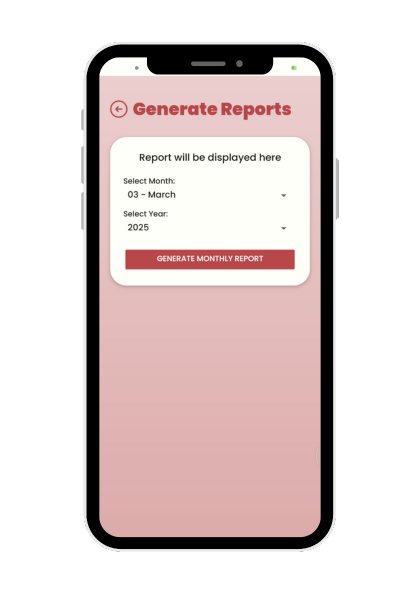 Generate Reports
Report will be displayed here
Select Month:
03 - March
Select Year:
2025
GENERATE MONTHLY REPORT